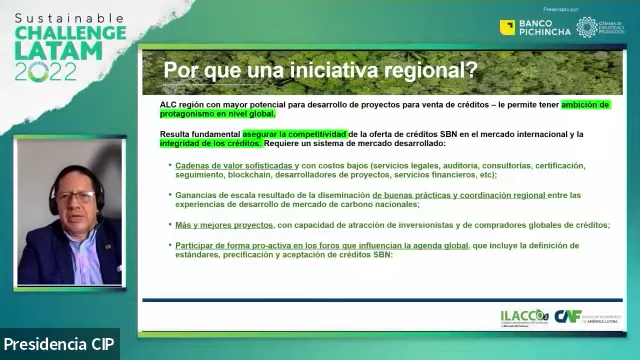 Sustainable
CHALLENGE
LATAM
2022
Presentado por:
BANCO
PICHINCHA
CÁMARA DE
INDUSTRIAS Y
PRODUCCIÓN
Por que una iniciativa regional?
ALC región con mayor potencial para desarrollo de proyectos para venta de créditos – le permite tener ambición de
protagonismo en nivel global.
Resulta fundamental asegurar la competitividad de la oferta de créditos SBN en el mercado internacional y la
integridad de los créditos. Requiere un sistema de mercado desarrollado:
• Cadenas de valor sofisticadas y con costos bajos (servicios legales, auditoria, consultorías, certificación,
seguimiento, blockchain, desarrolladores de proyectos, servicios financieros, etc);
• Ganancias de escala resultado de la diseminación de buenas prácticas y coordinación regional entre las
experiencias de desarrollo de mercado de carbono nacionales;
• Más y mejores proyectos, con capacidad de atracción de inversionistas y de compradores globales de créditos;
• Participar de forma pro-activa en los foros que influencian la agenda global, que incluye la definición de
estándares, precificación y aceptación de créditos SBN:
ILACC
CAF
BANCO DE DESARROLLO
DE AMÉRICA LATINA
Presidencia CIP